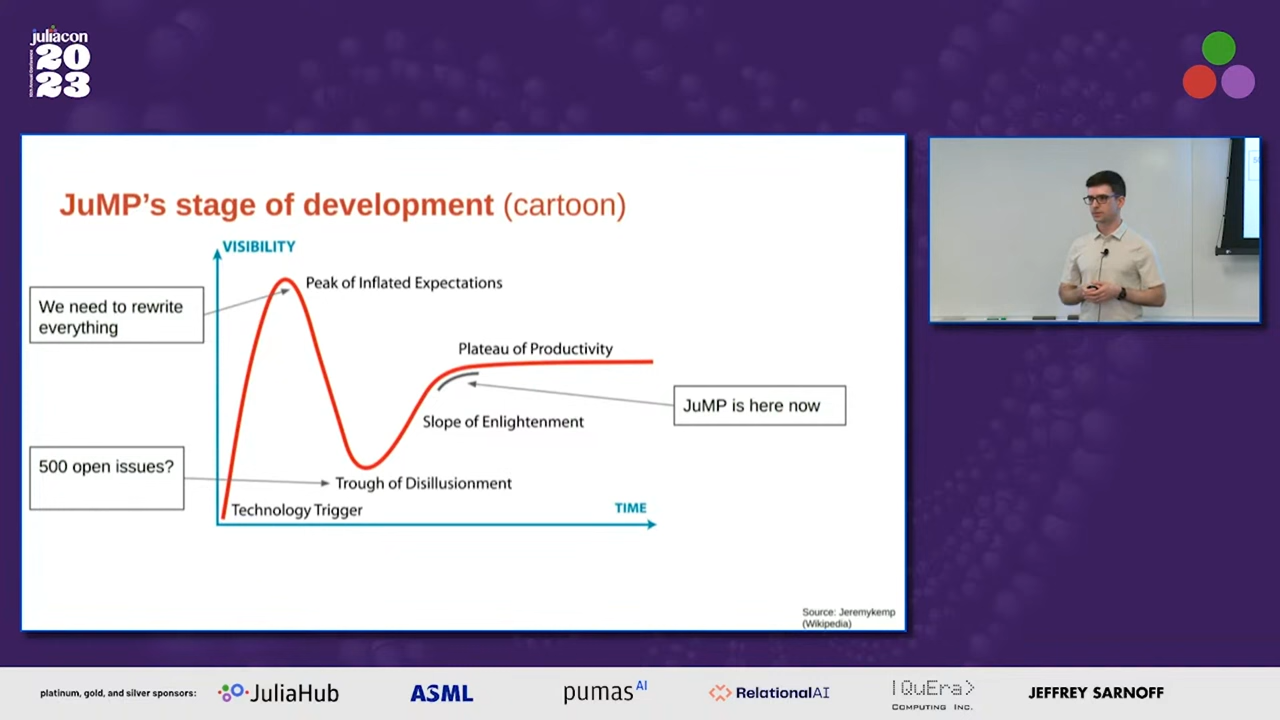 juliacon
20
23
JuMP's stage of development (cartoon)
VISIBILITY
Peak of Inflated Expectations
We need to rewrite
everything
Plateau of Productivity
JuMP is here now
Slope of Enlightenment
500 open issues?
Trough of Disillusionment
Technology Trigger
TIME
Source: Jeremykemp
(Wikipedia)
platinum, gold, and silver sponsors:
JuliaHub
ASML
pumasAI
RelationalAI
|QuEra>
COMPUTING INC.
JEFFREY SARNOFF